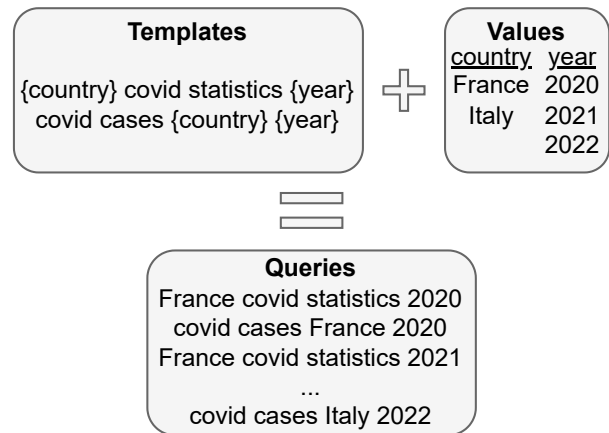 Templates
{country} covid statistics {year}
covid cases {country} {year}
Values
country year
France 2020
Italy 2021
2022
Queries
France covid statistics 2020
covid cases France 2020
France covid statistics 2021
...
covid cases Italy 2022